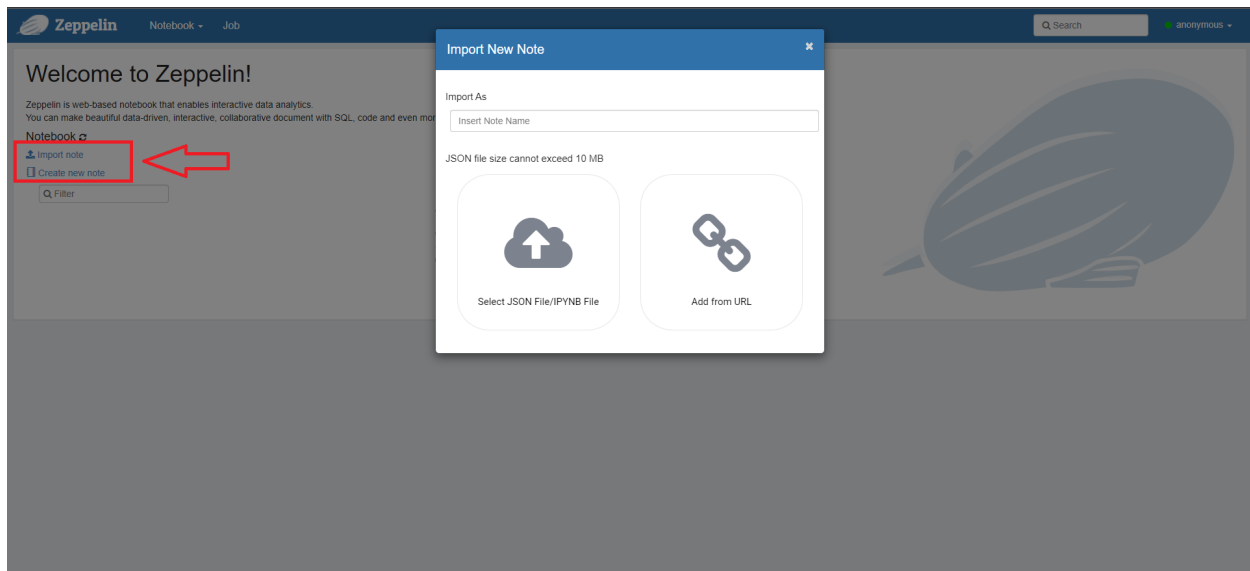 Zeppelin Notebook Job Search anonymous
Import New Note ×
Welcome to Zeppelin!
Zeppelin is web-based notebook that enables interactive data analytics.
You can make beautiful data-driven, interactive, collaborative document with SQL, code and even mor
Notebook
Import note
Create new note
Filter
Import As
Insert Note Name
JSON file size cannot exceed 10 MB
Select JSON File/IPYNB File
Add from URL